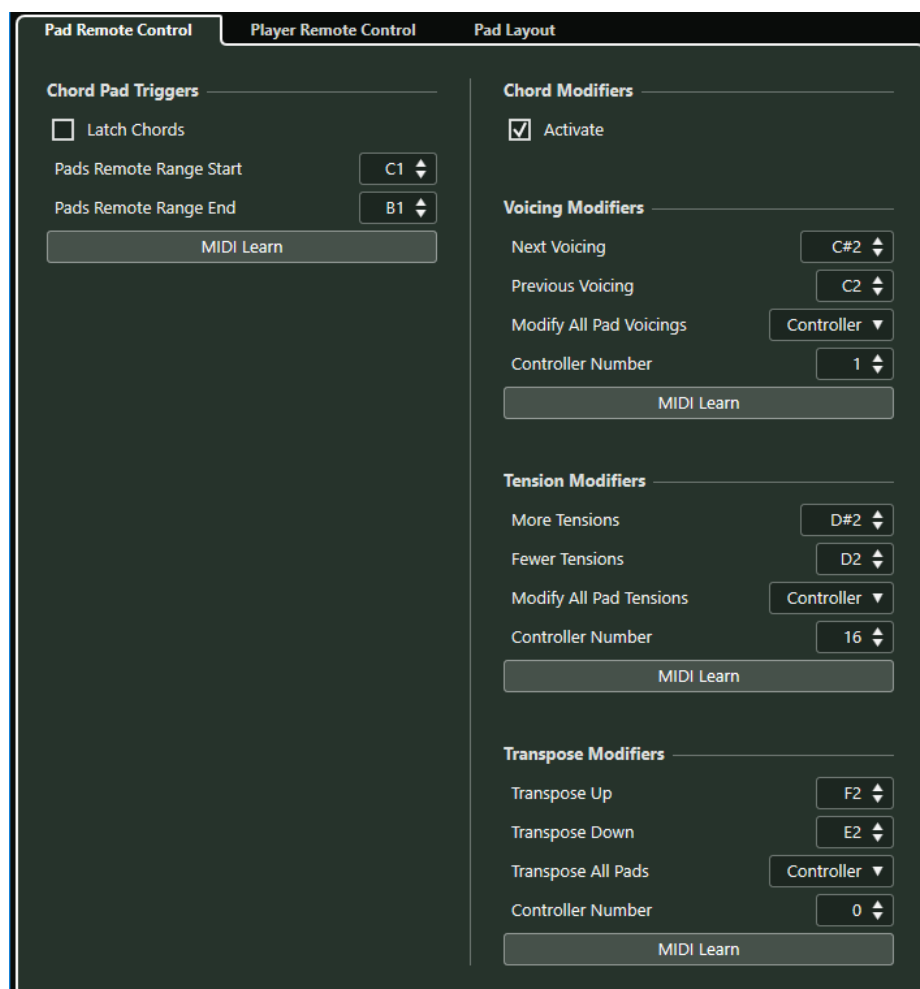 Pad Remote Control Player Remote Control Pad Layout
Chord Pad Triggers
Latch Chords
Pads Remote Range Start C1
Pads Remote Range End B1
MIDI Learn
Chord Modifiers
Activate
Voicing Modifiers
Next Voicing C#2
Previous Voicing C2
Modify All Pad Voicings Controller
Controller Number 1
MIDI Learn
Tension Modifiers
More Tensions D#2
Fewer Tensions D2
Modify All Pad Tensions Controller
Controller Number 16
MIDI Learn
Transpose Modifiers
Transpose Up F2
Transpose Down E2
Transpose All Pads Controller
Controller Number 0
MIDI Learn